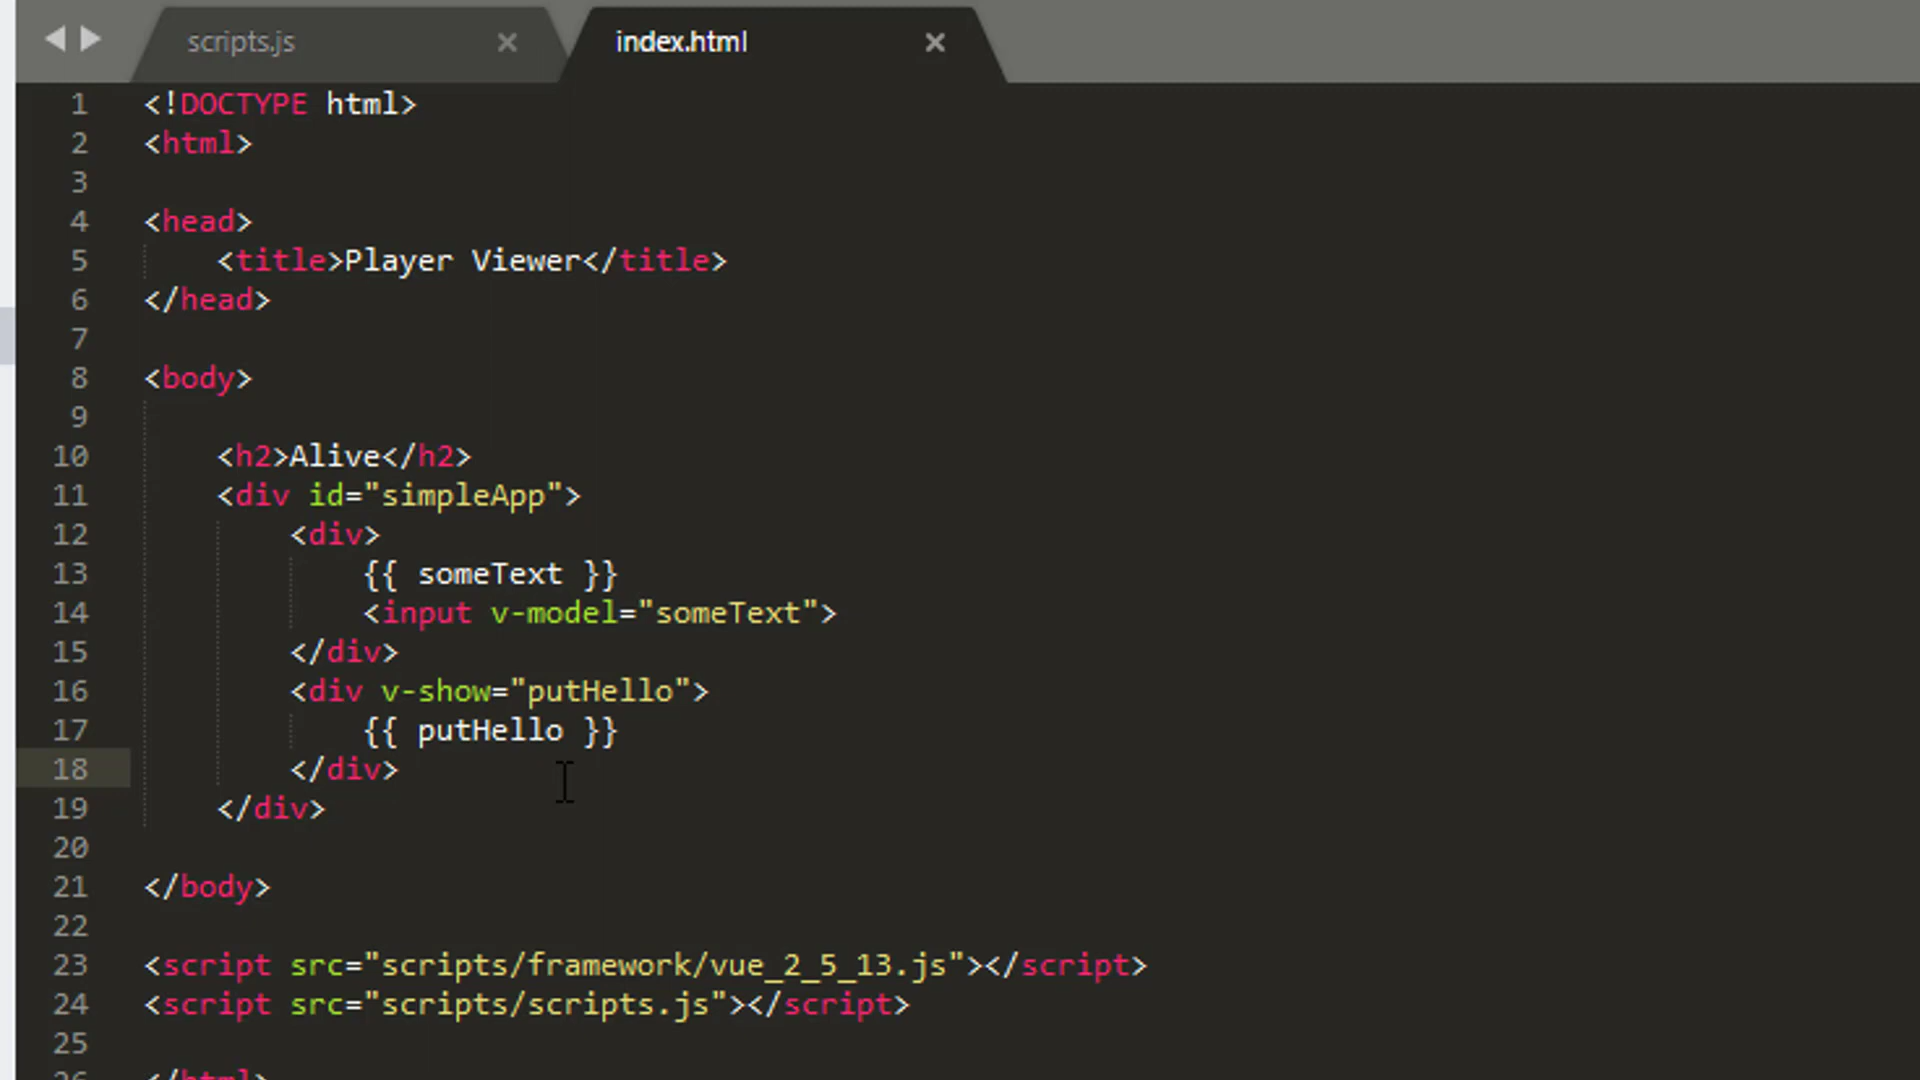 scripts.js × index.html ×
1 <!DOCTYPE html>
2 <html>
3
4 <head>
5 <title>Player Viewer</title>
6 </head>
7
8 <body>
9
10 <h2>Alive</h2>
11 <div id="simpleApp">
12 <div>
13 {{ someText }}
14 <input v-model="someText">
15 </div>
16 <div v-show="putHello">
17 {{ putHello }}
18 </div>
19 </div>
20
21 </body>
22
23 <script src="scripts/framework/vue_2_5_13.js"></script>
24 <script src="scripts/scripts.js"></script>
25
26 </html>